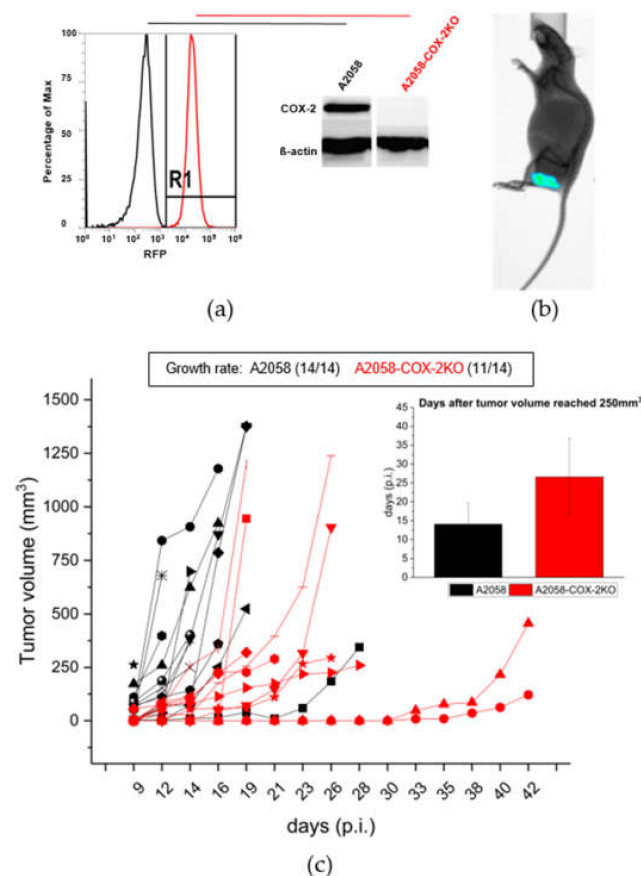 100
75
50
25
0
Percentage of Max
R1
10⁰ 10¹ 10² 10³ 10⁴ 10⁵ 10⁶
RFP
A2058
A2058-COX-2KO
COX-2
ß-actin
(a)
(b)
Growth rate: A2058 (14/14) A2058-COX-2KO (11/14)
1500
1250
1000
750
500
250
0
Tumor volume (mm³)
Days after tumor volume reached 250mm³
45
40
35
30
25
20
15
10
5
0
days (p.i.)
A2058 A2058-COX-2KO
9 12 14 16 19 21 23 26 28 30 33 35 38 40 42
days (p.i.)
(c)